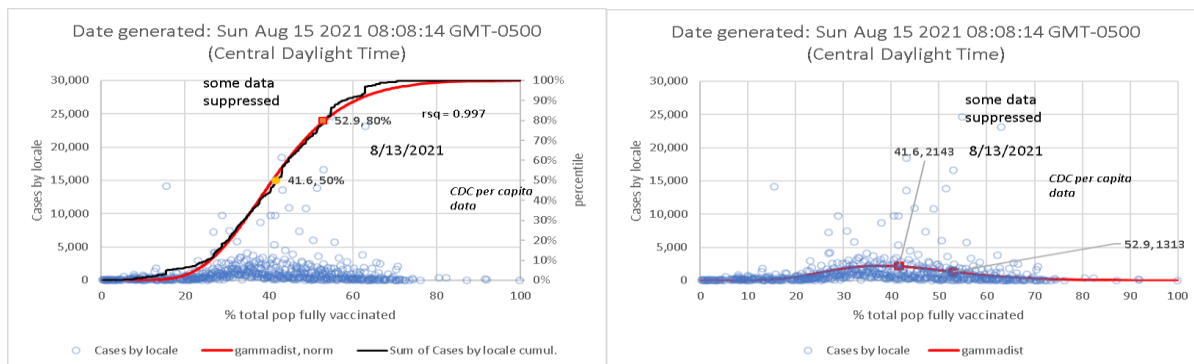 Date generated: Sun Aug 15 2021 08:08:14 GMT-0500
(Central Daylight Time)
30,000
25,000
20,000
15,000
10,000
5,000
0
Cases by locale
some data
suppressed
52.9, 80%
rsq = 0.997
8/13/2021
41.6, 50%
CDC per capita
data
100%
90%
80%
70%
60%
50%
40%
30%
20%
10%
0%
percentile
0 20 40 60 80 100
% total pop fully vaccinated
Cases by locale gammadist, norm Sum of Cases by locale cumul.
Date generated: Sun Aug 15 2021 08:08:14 GMT-0500
(Central Daylight Time)
30,000
25,000
20,000
15,000
10,000
5,000
0
Cases by locale
some data
suppressed
41.6, 2143
8/13/2021
CDC per capita
data
52.9, 1313
0 10 20 30 40 50 60 70 80 90 100
% total pop fully vaccinated
Cases by locale gammadist